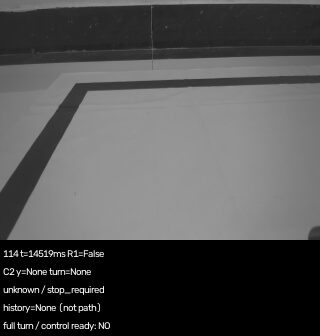 114 t=14519ms R1=False
C2 y=None turn=None
unknown / stop_required
history=None (not path)
full turn / control ready: NO